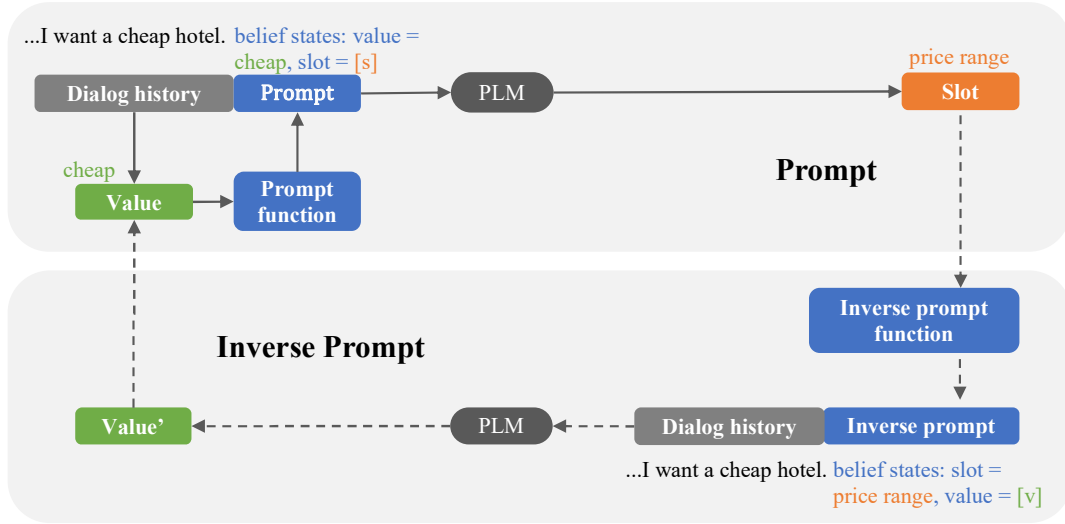 ...I want a cheap hotel. belief states: value =
cheap, slot = [s]
price range
Dialog history
Prompt
PLM
Slot
Prompt
cheap
Value
Prompt
function
Inverse prompt
function
Inverse Prompt
Value’
PLM
Dialog history
Inverse prompt
...I want a cheap hotel. belief states: slot =
price range, value = [v]